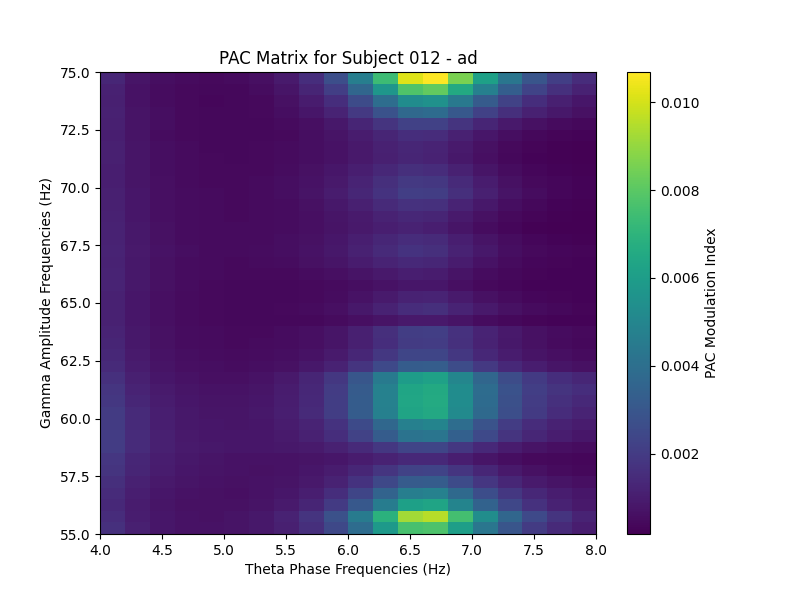 PAC Matrix for Subject 012 - ad
75.0
72.5
70.0
67.5
65.0
62.5
60.0
57.5
55.0
Gamma Amplitude Frequencies (Hz)
4.0 4.5 5.0 5.5 6.0 6.5 7.0 7.5 8.0
Theta Phase Frequencies (Hz)
0.010
0.008
0.006
0.004
0.002
PAC Modulation Index